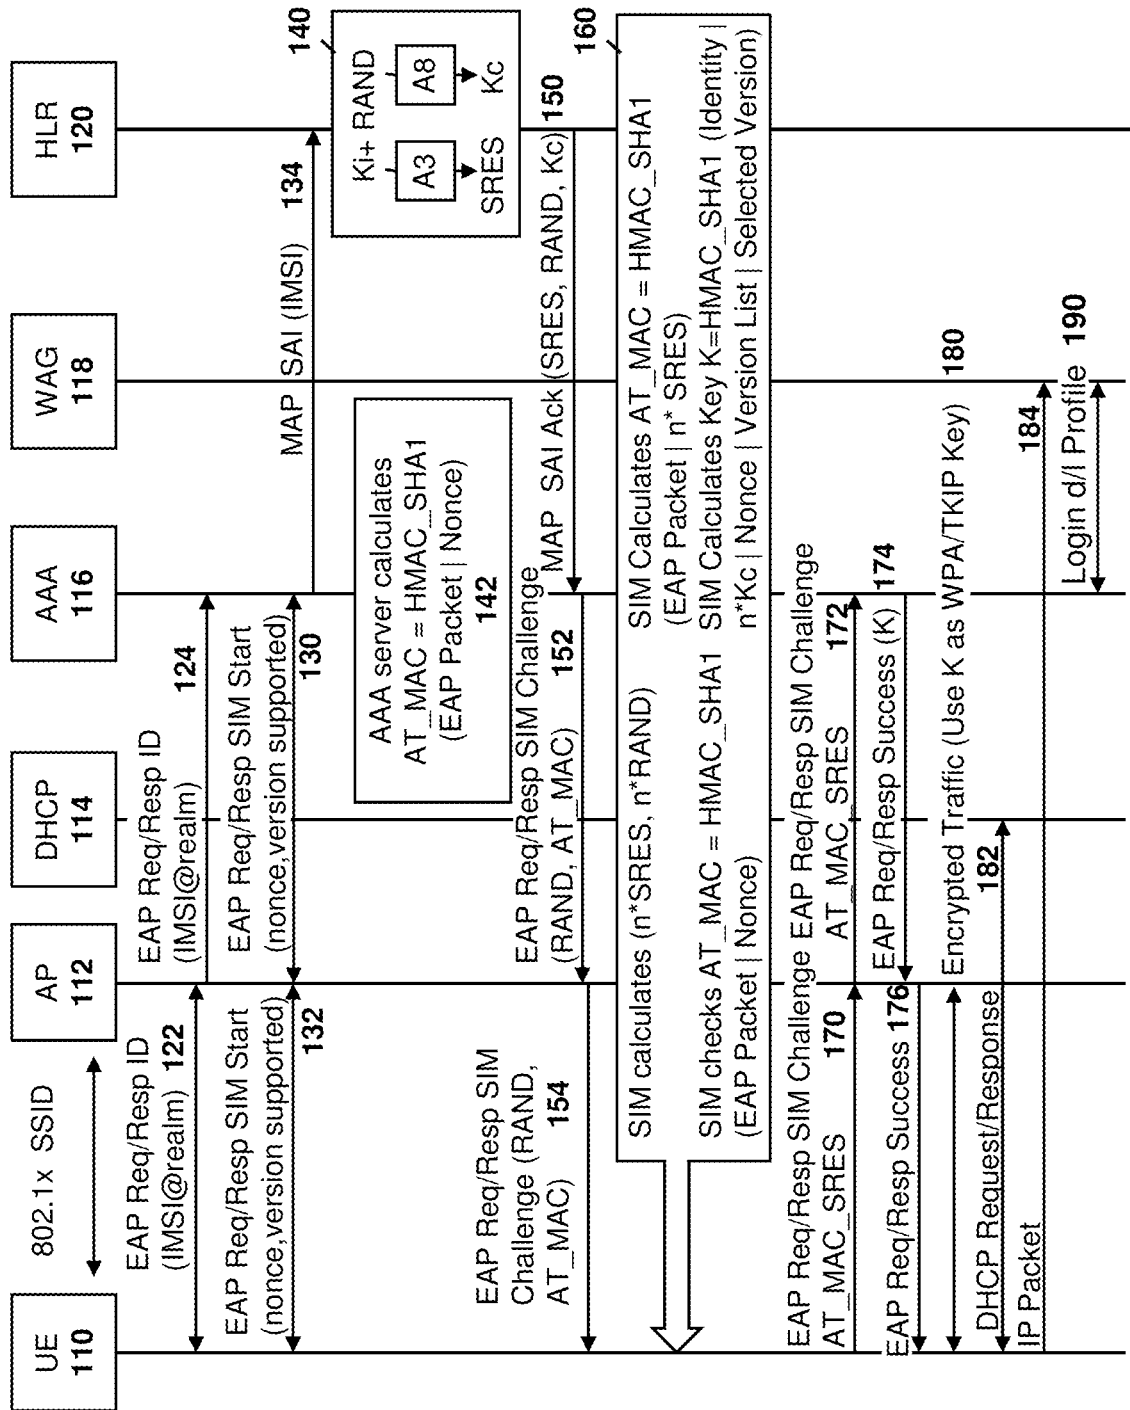 UE
110
802.1x SSID
AP
112
DHCP
114
AAA
116
WAG
118
HLR
120
EAP Req/Resp ID
(IMSI@realm) 122
EAP Req/Resp ID
(IMSI@realm)
124
EAP Req/Resp SIM Start
(nonce,version supported)
132
EAP Req/Resp SIM Start
(nonce,version supported)
130
MAP SAI (IMSI)
134
140
Ki+ RAND
A3
A8
SRES
Kc
AAA server calculates
AT_MAC = HMAC_SHA1
(EAP Packet | Nonce)
142
MAP SAI Ack (SRES, RAND, Kc) 150
EAP Req/Resp SIM Challenge
(RAND, AT_MAC) 152
EAP Req/Resp SIM
Challenge (RAND,
AT_MAC) 154
160
SIM calculates (n*SRES, n*RAND)
SIM Calculates AT_MAC = HMAC_SHA1
(EAP Packet | n* SRES)
SIM checks AT_MAC = HMAC_SHA1
(EAP Packet | Nonce)
SIM Calculates Key K=HMAC_SHA1 (Identity |
n*Kc | Nonce | Version List | Selected Version)
EAP Req/Resp SIM Challenge
AT_MAC_SRES 170
EAP Req/Resp SIM Challenge
AT_MAC_SRES 172
EAP Req/Resp Success (K) 174
EAP Req/Resp Success 176
Encrypted Traffic (Use K as WPA/TKIP Key) 180
DHCP Request/Response 182
IP Packet
184
Login d/l Profile 190